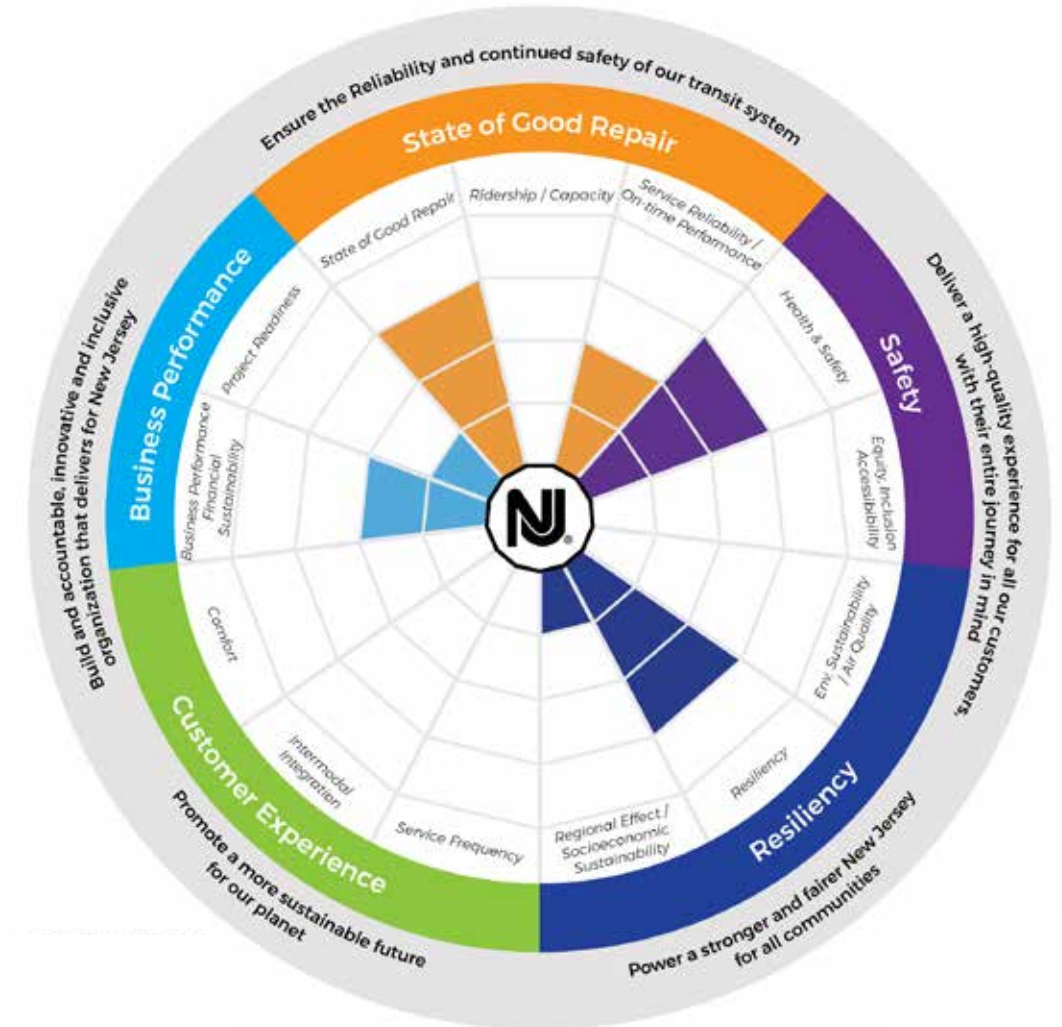 Ensure the Reliability and continued safety of our transit system
State of Good Repair
State of Good Repair
Ridership / Capacity
Service Reliability /
On-time Performance
Deliver a high-quality experience for all our customers,
with their entire journey in mind
Safety
Health & Safety
Equity, Inclusion
Accessibibility
Power a stronger and fairer New Jersey
for all communities
Resiliency
Env. Sustainability
/ Air Quality
Resiliency
Regional Effect /
Socioeconomic
Sustainability
Promote a more sustainable future
for our planet
Customer Experience
Service Frequency
Intermodal
Integration
Comfort
Build and accountable, innovative and inclusive
organization that delivers for New Jersey
Business Performance
Business Performance
Financial
Sustainability
Project Readiness
NJ
®